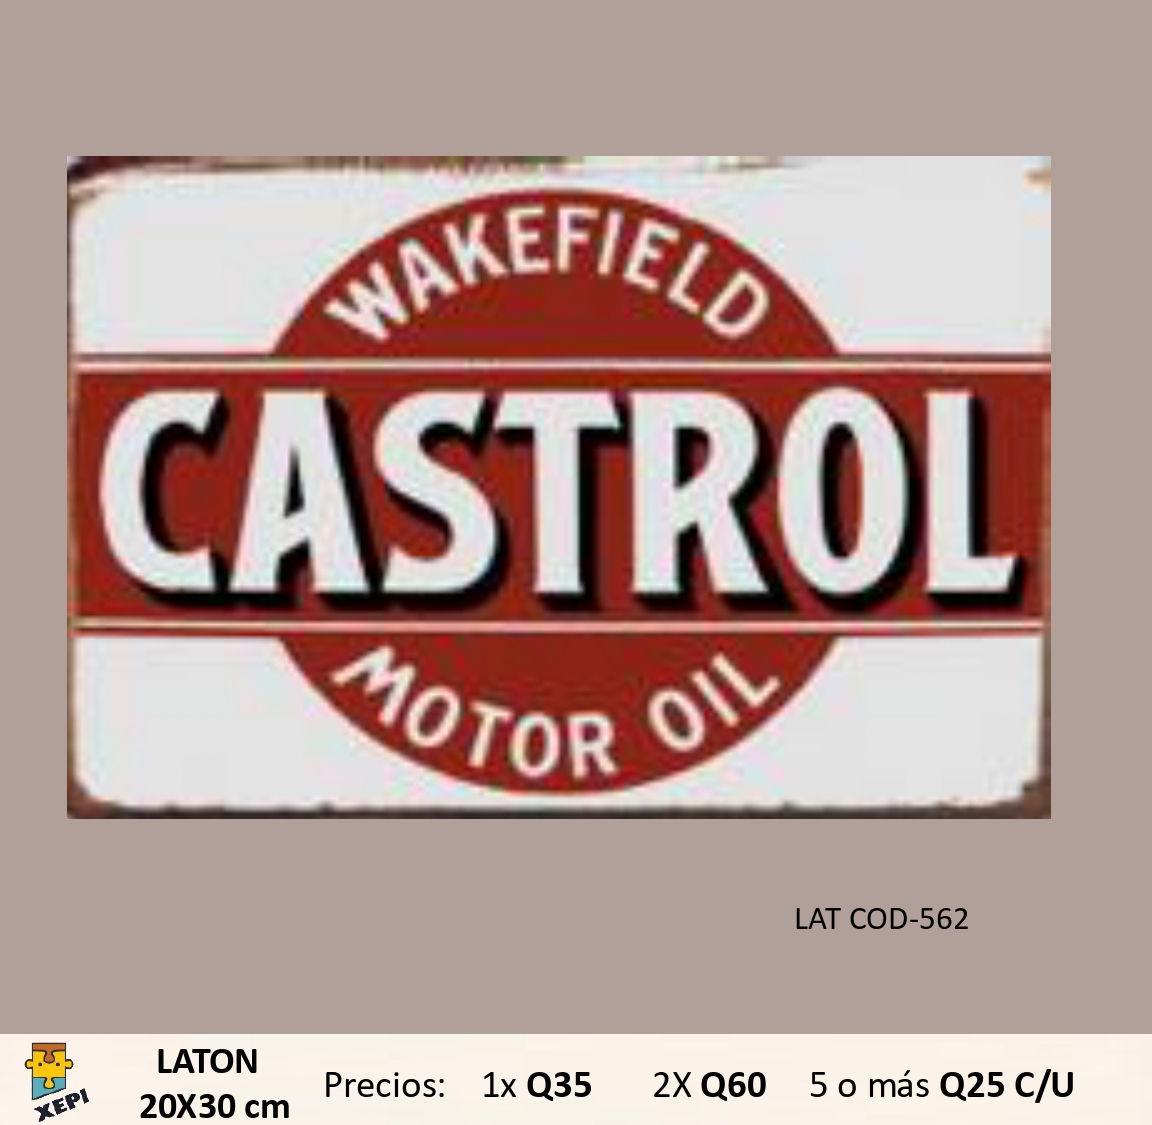 WAKEFIELD
CASTROL
MOTOR OIL
LAT COD-562
LATON
20X30 cm
Precios: 1x Q35 2X Q60 5 o más Q25 C/U
XEPI